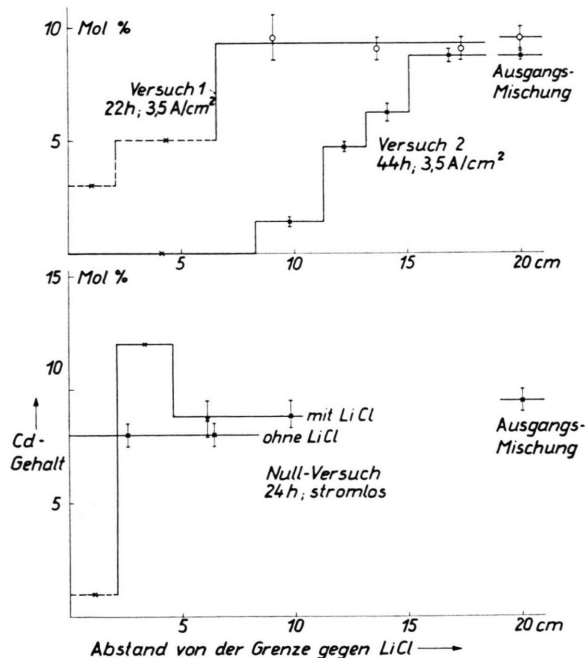 10
Mol %
Versuch 1
22h; 3,5 A/cm²
Ausgangs-
Mischung
5
Versuch 2
44h; 3,5 A/cm²
5
10
15
20 cm
15
Mol %
10
mit LiCl
ohne LiCl
Ausgangs-
Mischung
Cd-
Gehalt
Null-Versuch
24h; stromlos
5
5
10
15
20 cm
Abstand von der Grenze gegen LiCl